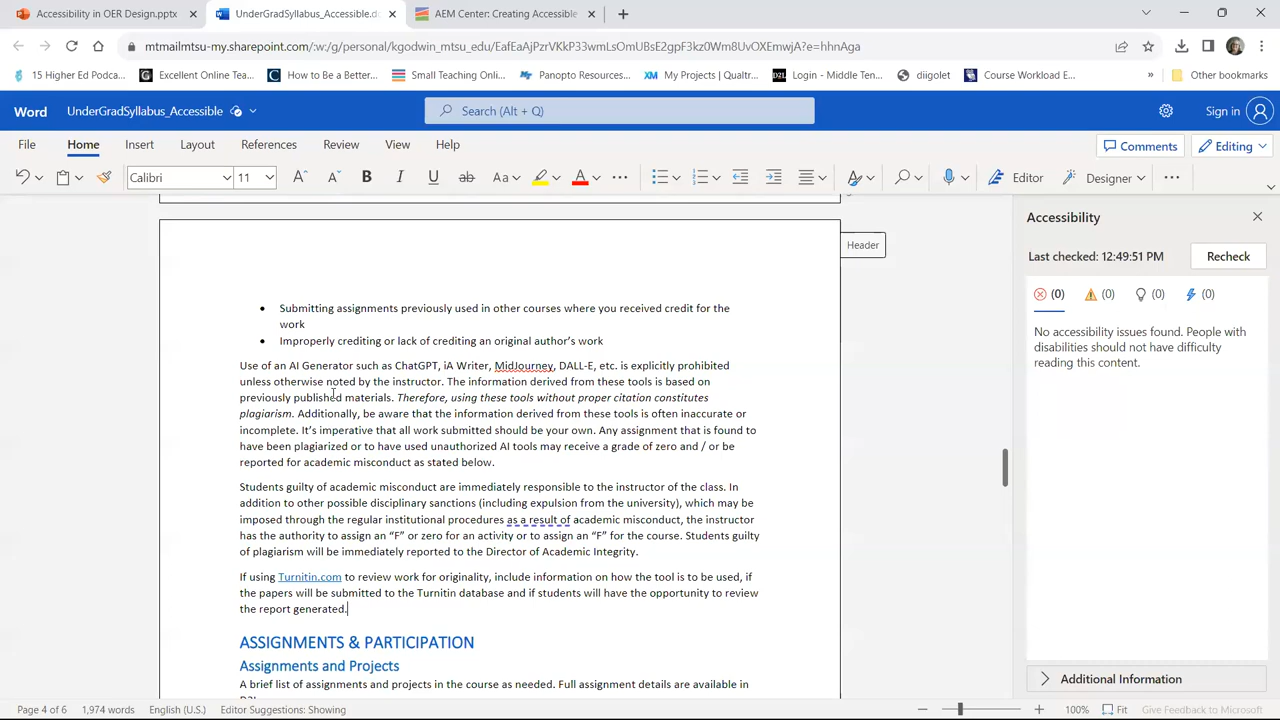 Accessibility in OER Design.pptx
UnderGradSyllabus_Accessible.do
AEM Center: Creating Accessible
mtmailmtsu-my.sharepoint.com/:w:/g/personal/kgodwin_mtsu_edu/EafEaAjPzrVKkP33wmLsOmUBsE2gpF3kz0Wm8UvOXEmwjA?e=hhnAga
15 Higher Ed Podca...
Excellent Online Tea...
How to Be a Better...
Small Teaching Onli...
Panopto Resources...
XM My Projects | Qualtr...
D2L Login - Middle Ten...
diigolet
Course Workload E...
»
Other bookmarks
Word UnderGradSyllabus_Accessible
Search (Alt + Q)
Sign in
File Home Insert Layout References Review View Help
Comments Editing
Calibri 11 A A B I U ab Aa A ... Editor Designer ...
Header
• Submitting assignments previously used in other courses where you received credit for the
work
• Improperly crediting or lack of crediting an original author's work
Use of an AI Generator such as ChatGPT, iA Writer, MidJourney, DALL-E, etc. is explicitly prohibited
unless otherwise noted by the instructor. The information derived from these tools is based on
previously published materials. Therefore, using these tools without proper citation constitutes
plagiarism. Additionally, be aware that the information derived from these tools is often inaccurate or
incomplete. It's imperative that all work submitted should be your own. Any assignment that is found to
have been plagiarized or to have used unauthorized AI tools may receive a grade of zero and / or be
reported for academic misconduct as stated below.
Students guilty of academic misconduct are immediately responsible to the instructor of the class. In
addition to other possible disciplinary sanctions (including expulsion from the university), which may be
imposed through the regular institutional procedures as a result of academic misconduct, the instructor
has the authority to assign an “F” or zero for an activity or to assign an “F” for the course. Students guilty
of plagiarism will be immediately reported to the Director of Academic Integrity.
If using Turnitin.com to review work for originality, include information on how the tool is to be used, if
the papers will be submitted to the Turnitin database and if students will have the opportunity to review
the report generated.
ASSIGNMENTS & PARTICIPATION
Assignments and Projects
A brief list of assignments and projects in the course as needed. Full assignment details are available in
Accessibility
Last checked: 12:49:51 PM
Recheck
(0) (0) (0) (0)
No accessibility issues found. People with
disabilities should not have difficulty
reading this content.
Additional Information
Page 4 of 6 1,974 words English (U.S.) Editor Suggestions: Showing
100% Fit Give Feedback to Microsoft